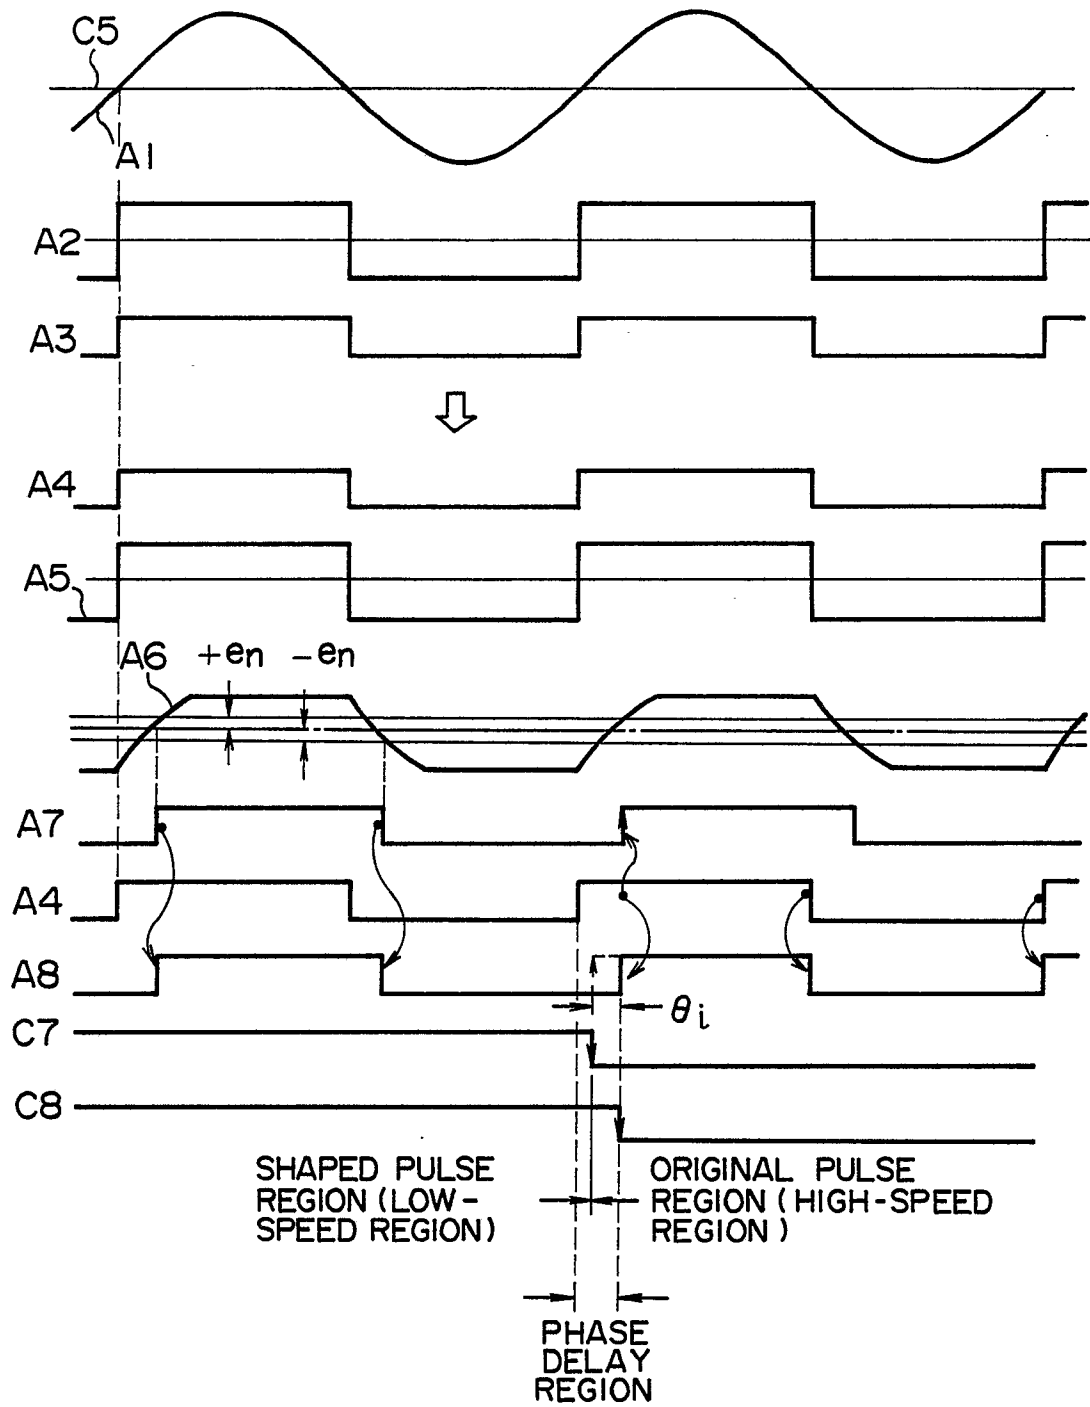 C5
A1
A2
A3
A4
A5
A6 +en -en
A7
A4
A8
θi
C7
C8
SHAPED PULSE
REGION (LOW-
SPEED REGION)
ORIGINAL PULSE
REGION (HIGH-SPEED
REGION)
PHASE
DELAY
REGION